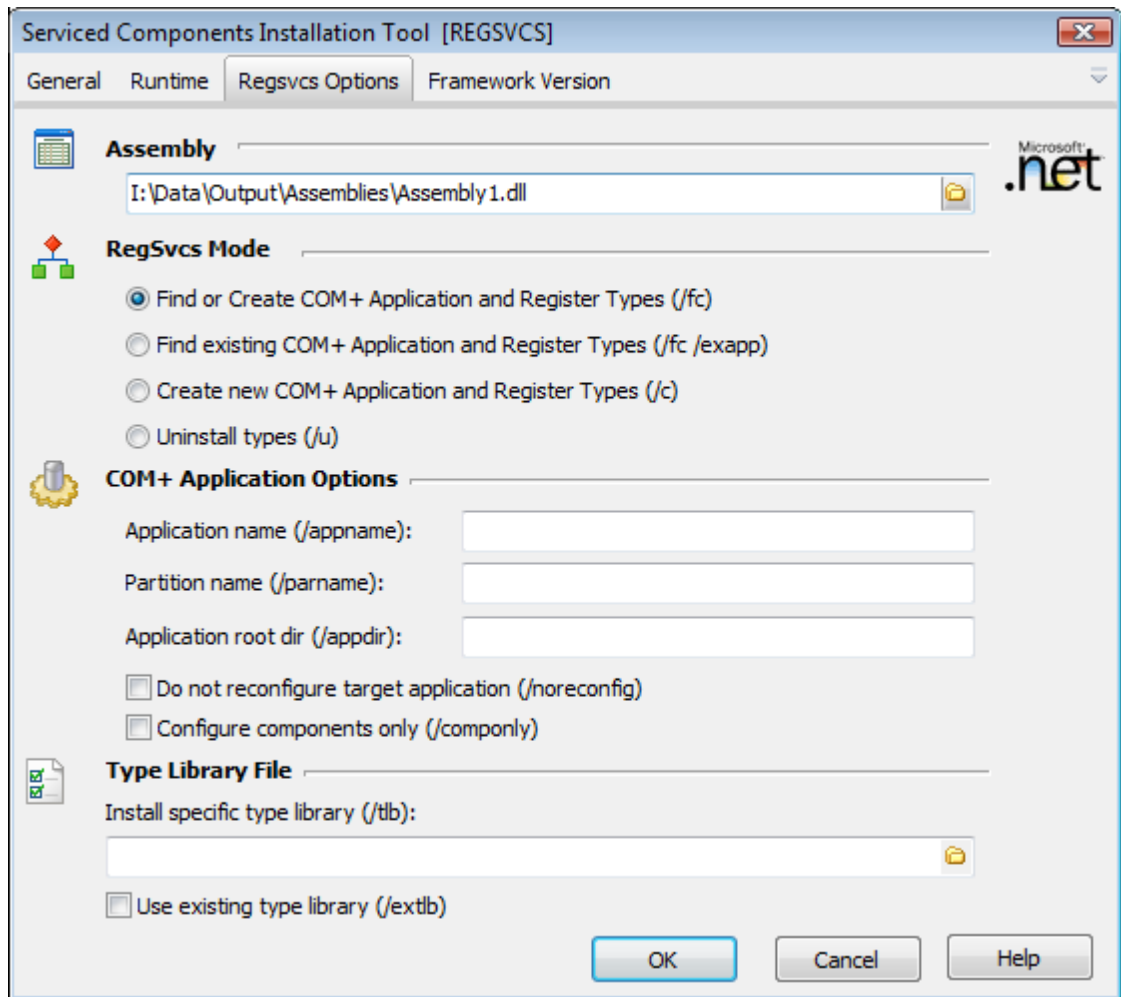 Serviced Components Installation Tool [REGSVCS]
General Runtime Regsvcs Options Framework Version
Assembly
Microsoft
.net
I:\Data\Output\Assemblies\Assembly1.dll
RegSvcs Mode
Find or Create COM+ Application and Register Types (/fc)
Find existing COM+ Application and Register Types (/fc /exapp)
Create new COM+ Application and Register Types (/c)
Uninstall types (/u)
COM+ Application Options
Application name (/appname):
Partition name (/parname):
Application root dir (/appdir):
Do not reconfigure target application (/noreconfig)
Configure components only (/componly)
Type Library File
Install specific type library (/tlb):
Use existing type library (/extlb)
OK Cancel Help